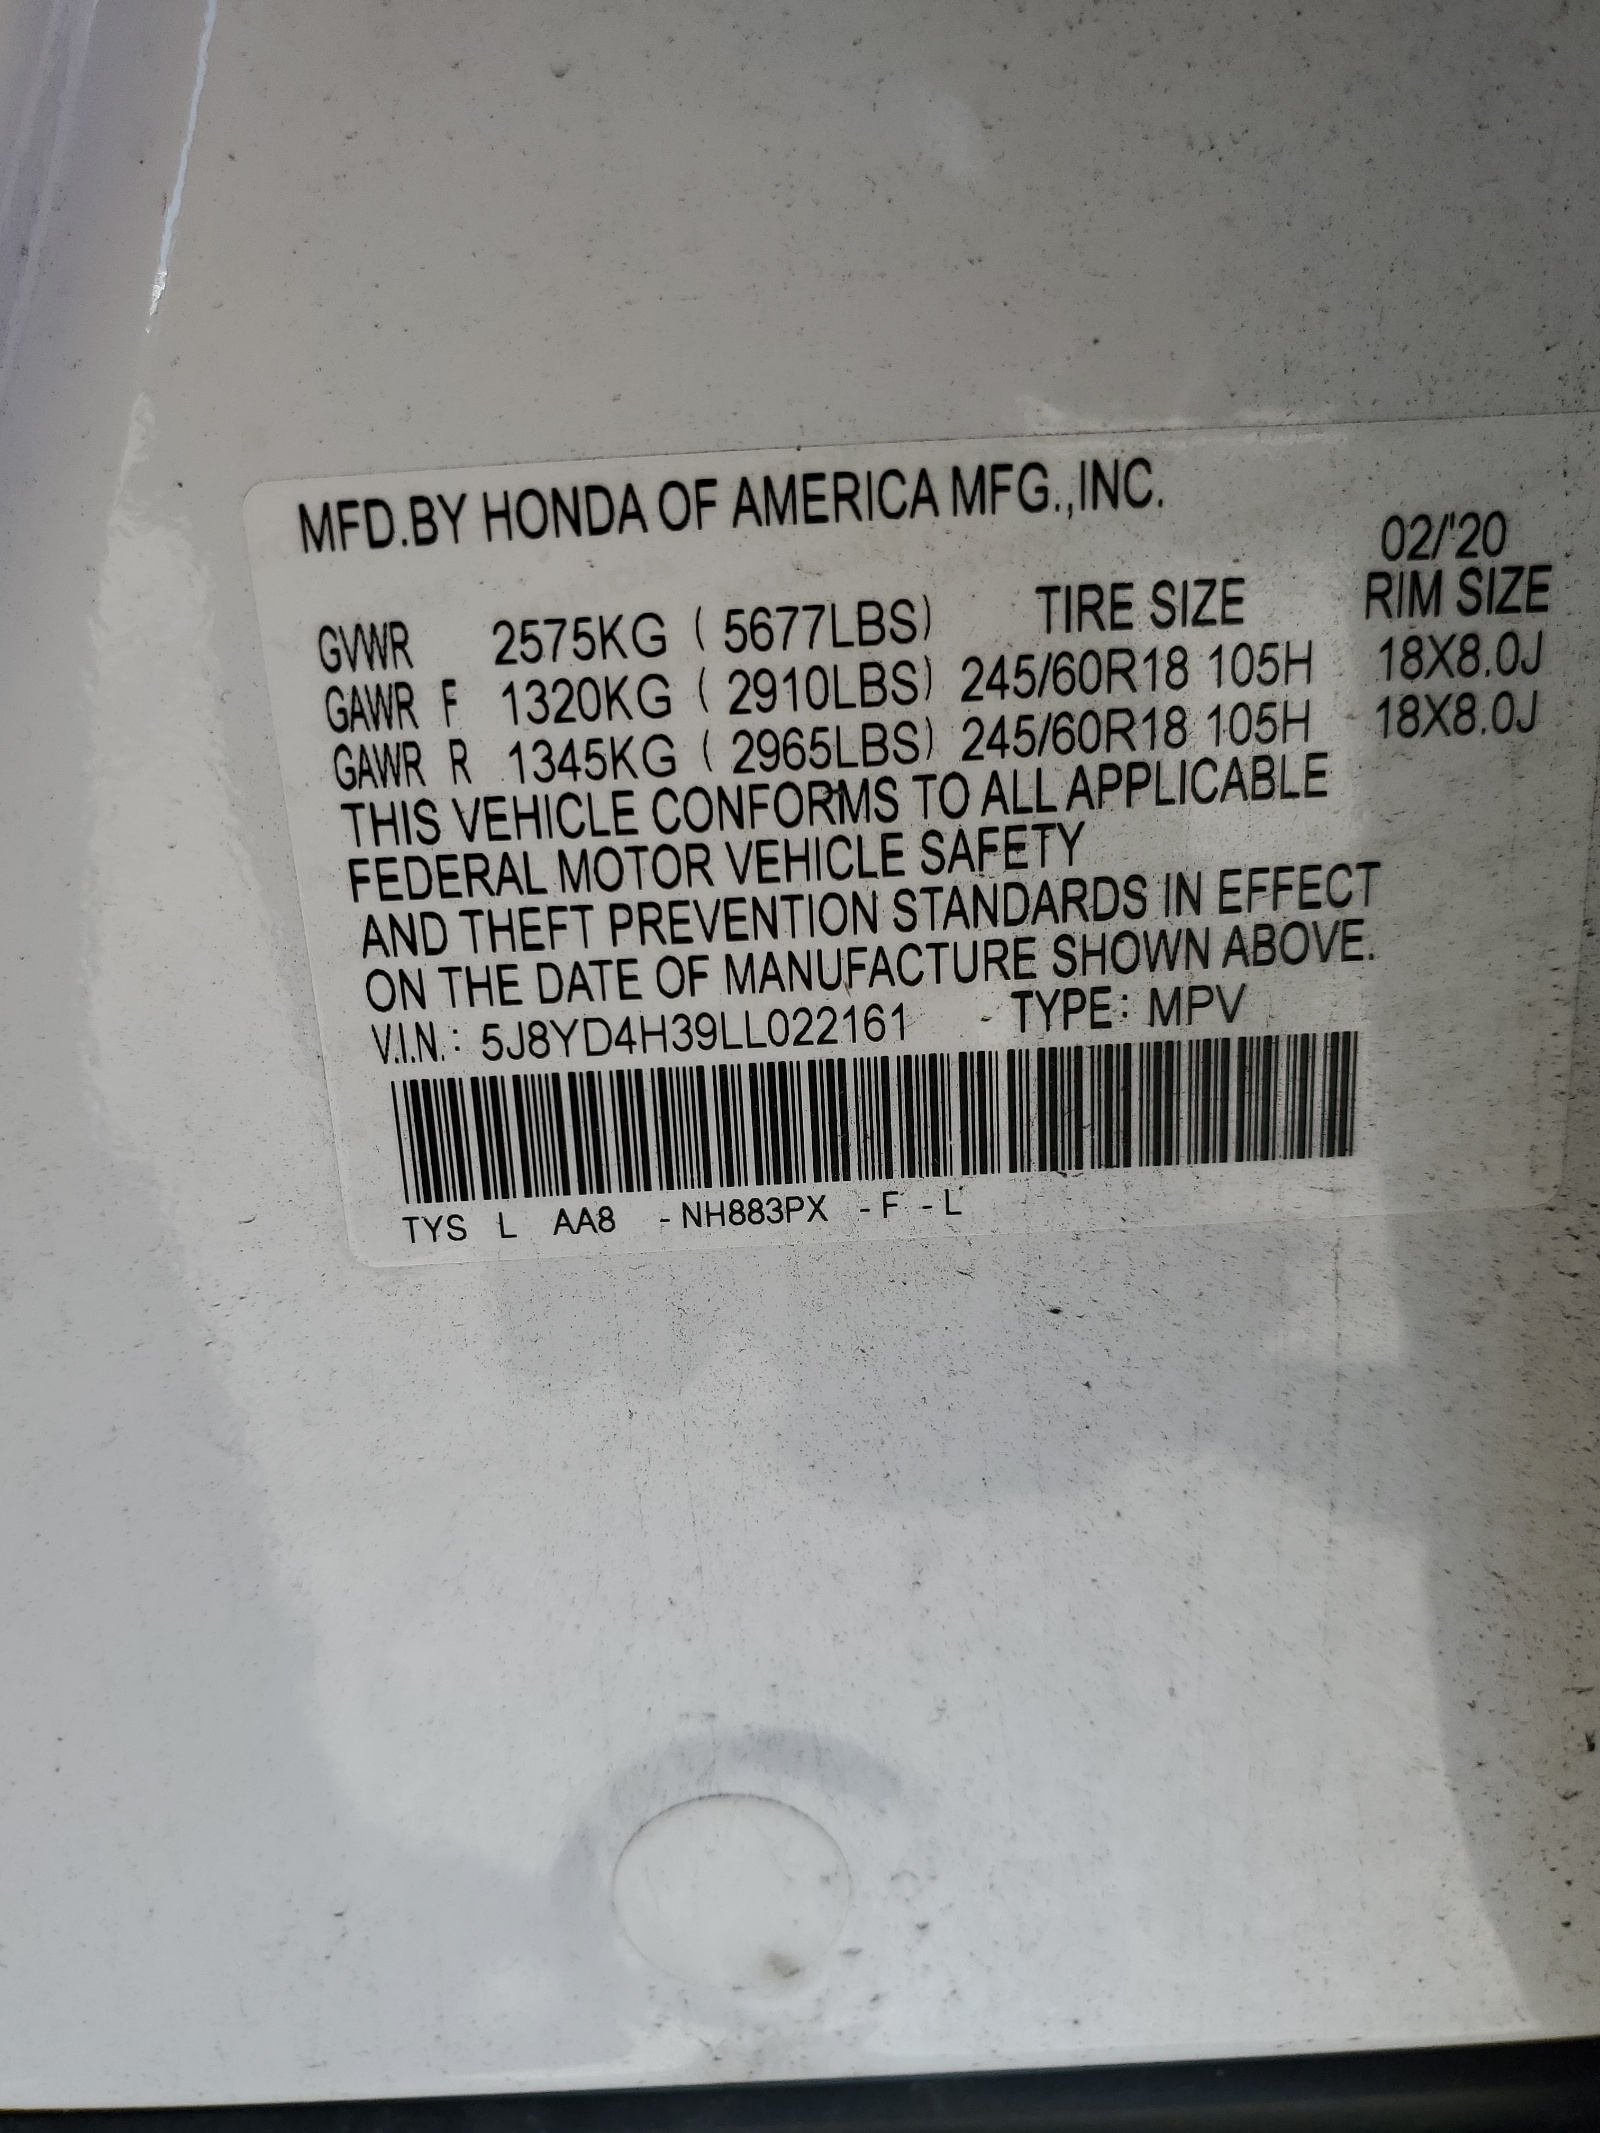 MFD.BY HONDA OF AMERICA MFG.,INC.
02/'20
GVWR 2575KG ( 5677LBS) TIRE SIZE RIM SIZE
GAWR F 1320KG ( 2910LBS) 245/60R18 105H 18X8.0J
GAWR R 1345KG ( 2965LBS) 245/60R18 105H 18X8.0J
THIS VEHICLE CONFORMS TO ALL APPLICABLE
FEDERAL MOTOR VEHICLE SAFETY
AND THEFT PREVENTION STANDARDS IN EFFECT
ON THE DATE OF MANUFACTURE SHOWN ABOVE.
V.I.N.: 5J8YD4H39LL022161 - TYPE: MPV
TYS L AA8 - NH883PX - F - L